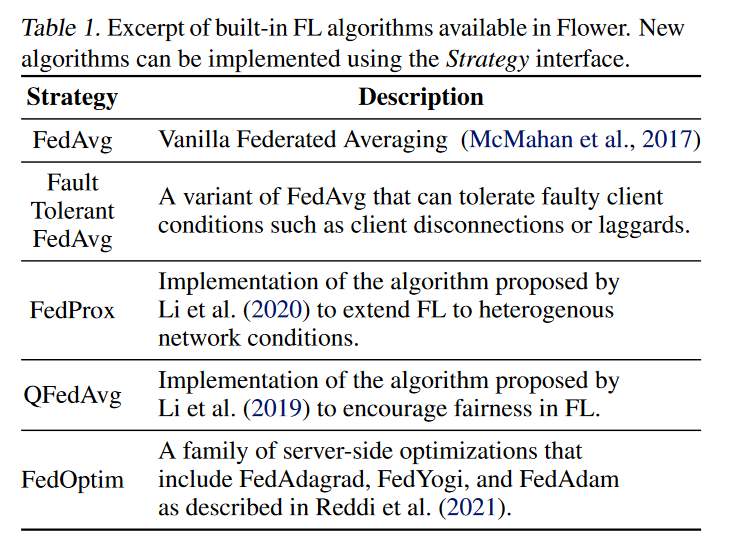 Table 1. Excerpt of built-in FL algorithms available in Flower. New
algorithms can be implemented using the Strategy interface.
Strategy Description
FedAvg Vanilla Federated Averaging (McMahan et al., 2017)
Fault
Tolerant
FedAvg
A variant of FedAvg that can tolerate faulty client
conditions such as client disconnections or laggards.
FedProx
Implementation of the algorithm proposed by
Li et al. (2020) to extend FL to heterogenous
network conditions.
QFedAvg
Implementation of the algorithm proposed by
Li et al. (2019) to encourage fairness in FL.
FedOptim
A family of server-side optimizations that
include FedAdagrad, FedYogi, and FedAdam
as described in Reddi et al. (2021).